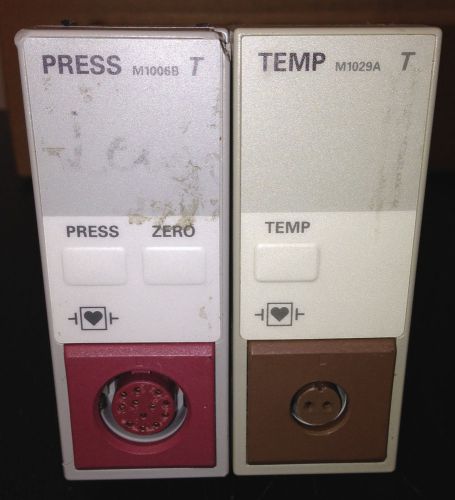 PRESS M1006B T
PRESS ZERO
TEMP M1029A T
TEMP